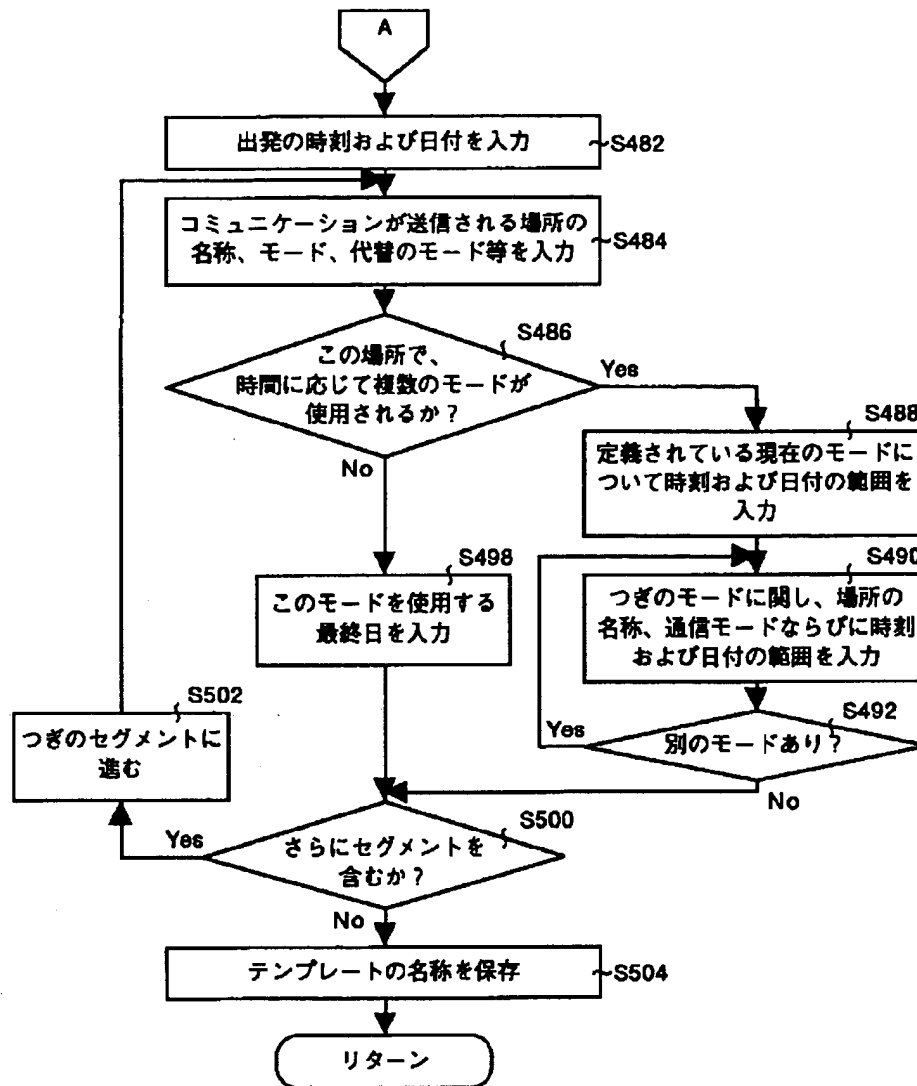 A
出発の時刻および日付を入力
S482
コミュニケーションが送信される場所の
名称、モード、代替のモード等を入力
S484
S486
この場所で、
時間に応じて複数のモードが
使用されるか？
Yes
No
S488
定義されている現在のモードに
ついて時刻および日付の範囲を
入力
S490
つぎのモードに関し、場所の
名称、通信モードならびに時刻
および日付の範囲を入力
S498
このモードを使用する
最終日を入力
S492
別のモードあり？
Yes
No
S502
つぎのセグメントに
進む
S500
さらにセグメントを
含むか？
Yes
No
テンプレートの名称を保存
S504
リターン